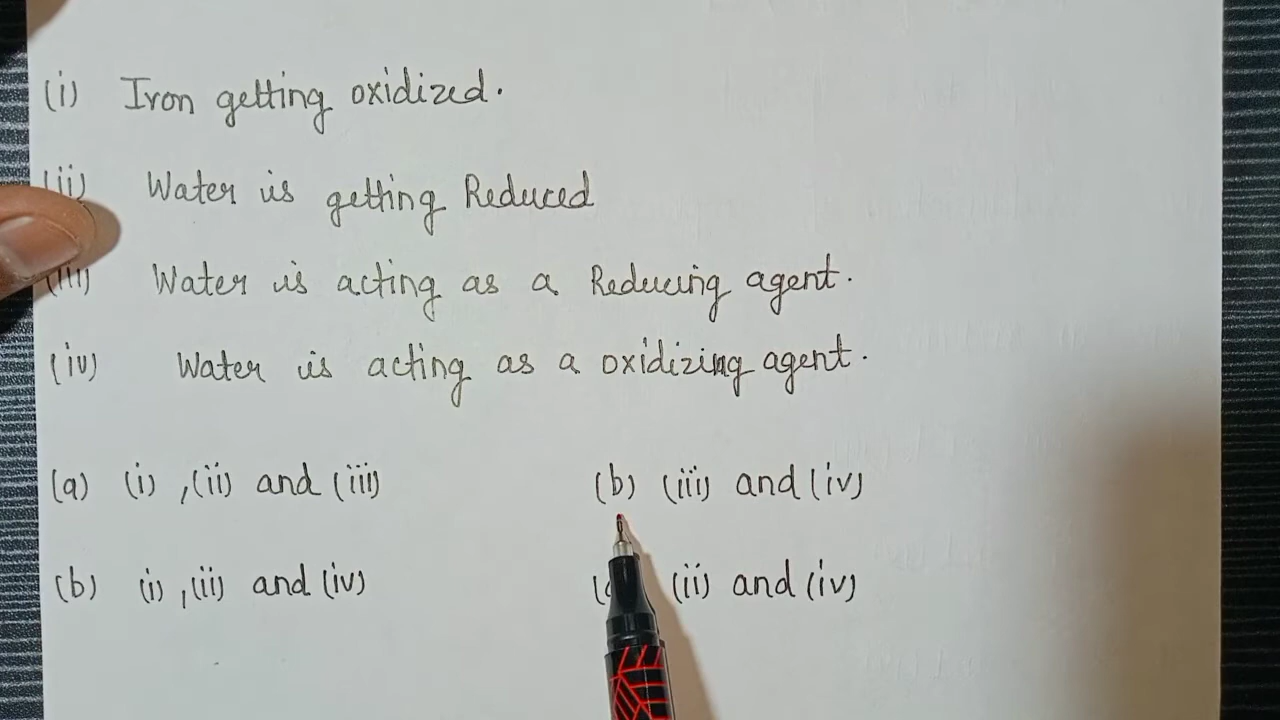 (i) Iron getting oxidized.
(ii) Water is getting Reduced
(iii) Water is acting as a Reducing agent.
(iv) Water is acting as a oxidizing agent.
(a) (i) ,(ii) and (iii) (b) (iii) and (iv)
(b) (i) ,(ii) and (iv) (ii) and (iv)